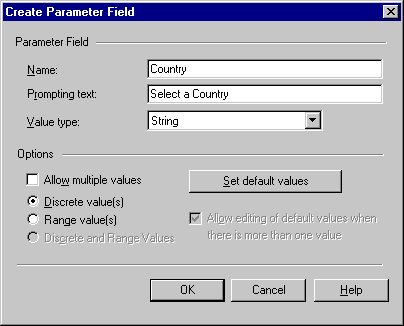 Create Parameter Field
Parameter Field
Name: Country
Prompting text: Select a Country
Value type: String
Options
Allow multiple values Set default values
Discrete value(s)
Range value(s) Allow editing of default values when
Discrete and Range Values there is more than one value
OK Cancel Help